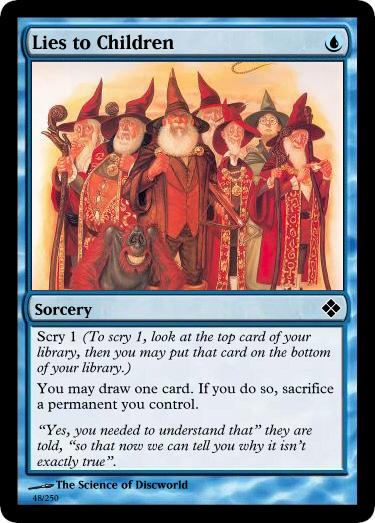 Lies to Children
Sorcery
Scry 1 (To scry 1, look at the top card of your
library, then you may put that card on the bottom
of your library.)
You may draw one card. If you do so, sacrifice
a permanent you control.
“Yes, you needed to understand that” they are
told, “so that now we can tell you why it isn't
exactly true”.
The Science of Discworld
48/250